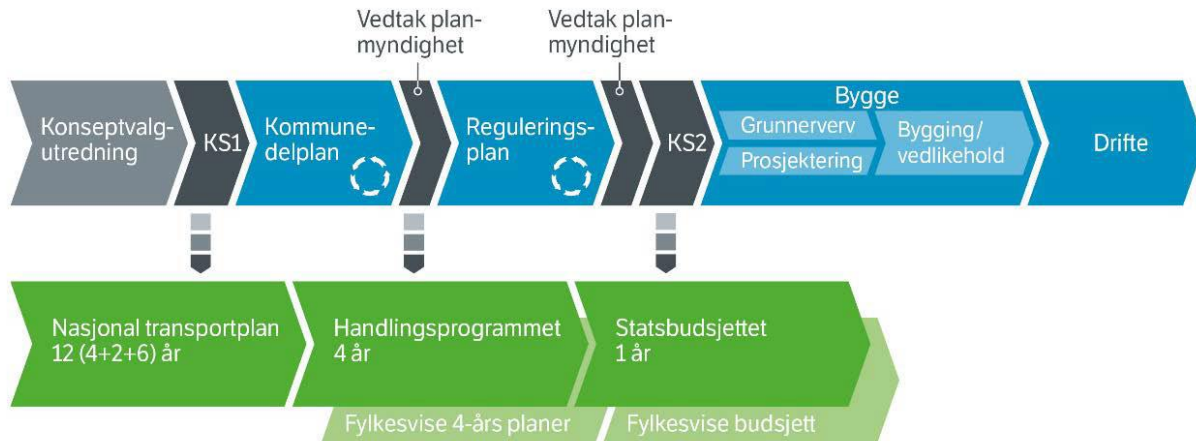 Vedtak plan-
myndighet
Vedtak plan-
myndighet
Konseptvalg-
utredning
KS1
Kommune-
delplan
Regulerings-
plan
KS2
Bygge
Grunnerverv
Prosjektering
Bygging/
vedlikehold
Drifte
Nasjonal transportplan
12 (4+2+6) år
Handlingsprogrammet
4 år
Statsbudsjettet
1 år
Fylkesvise 4-års planer
Fylkesvise budsjett